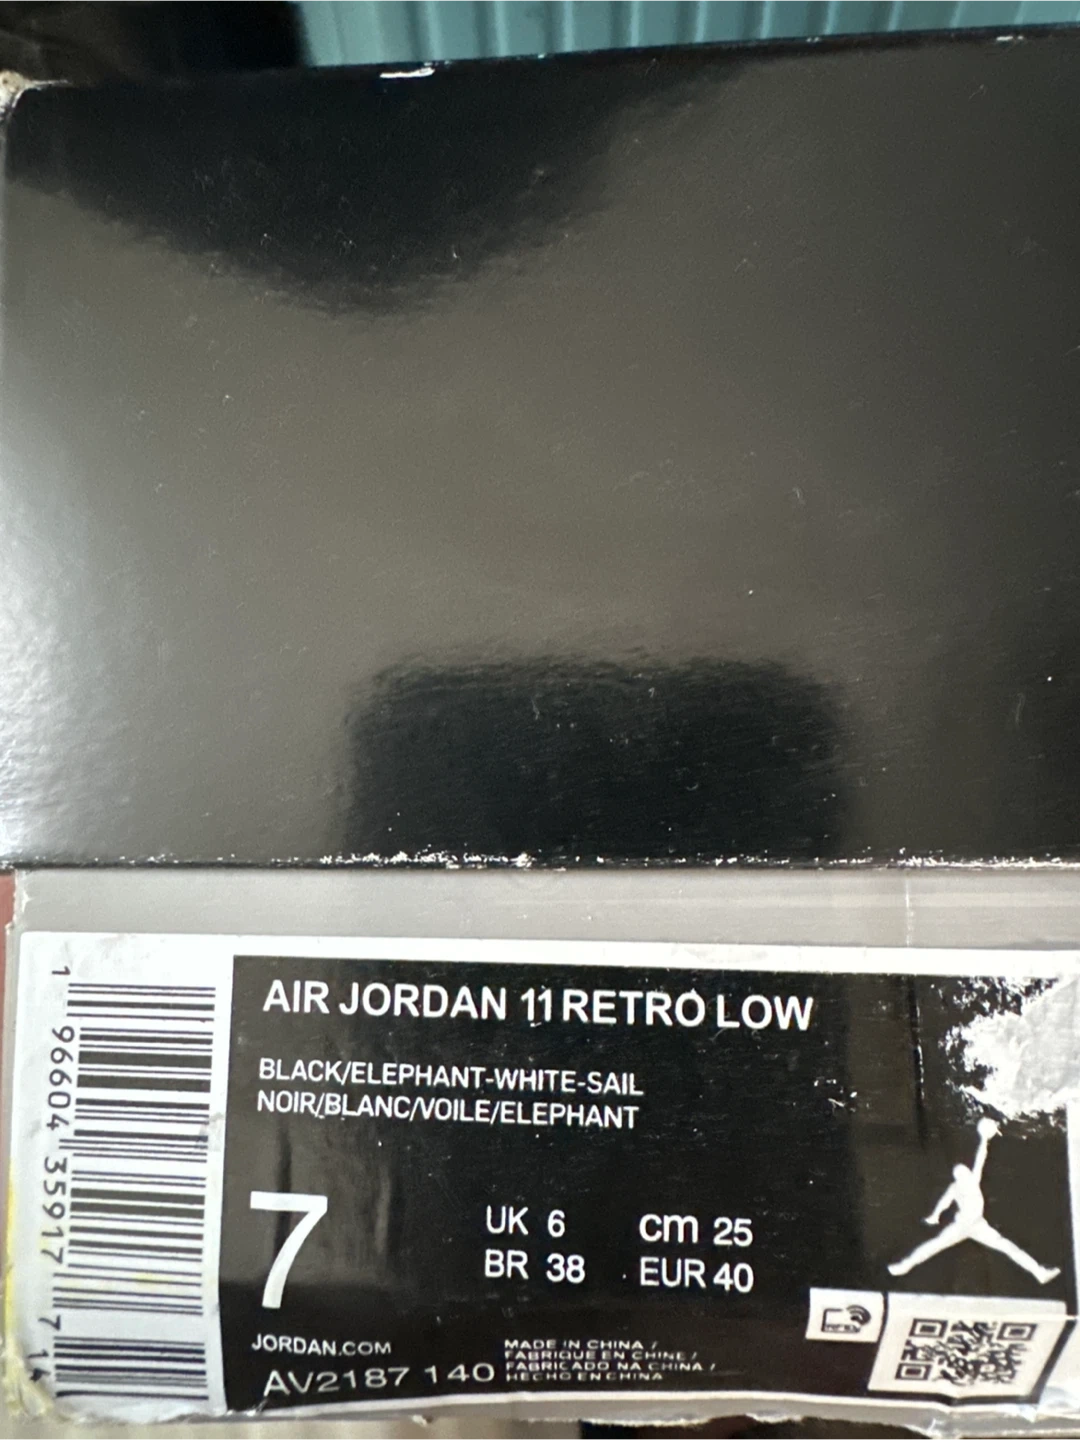 AIR JORDAN 11 RETRO LOW
BLACK/ELEPHANT-WHITE-SAIL
NOIR/BLANC/VOILE/ELEPHANT
7
UK 6
cm 25
BR 38
EUR 40
JORDAN.COM
AV2187 140
MADE IN CHINA /
FABRIQUE EN CHINE /
FABRICADO NA CHINA /
HECHO EN CHINA
1 96604 35917 7